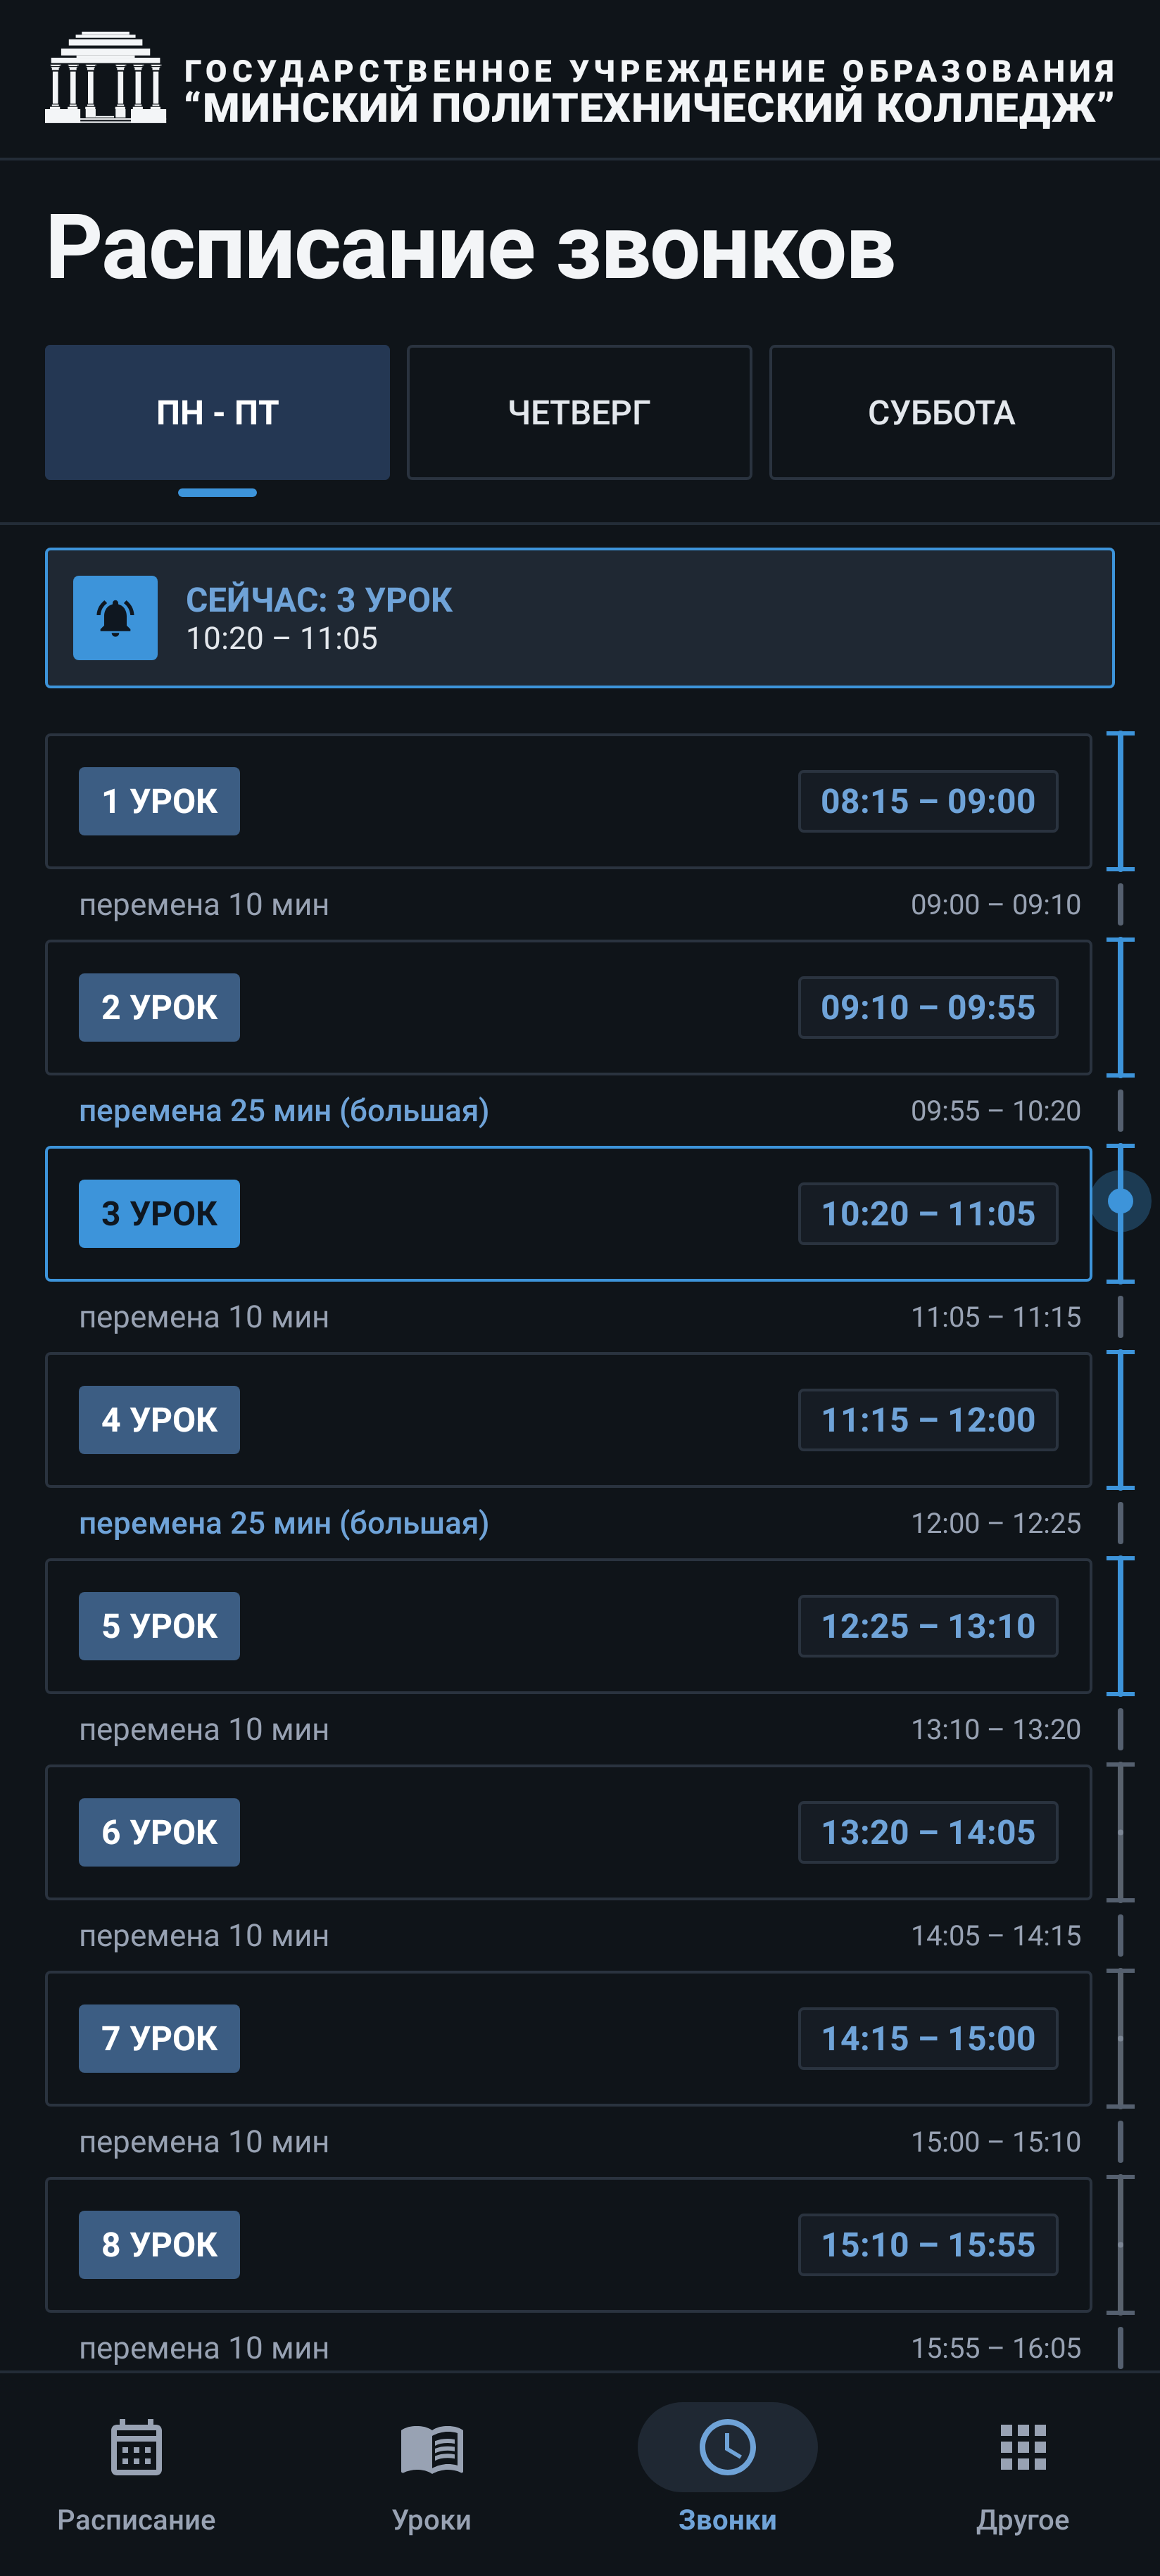 ГОСУДАРСТВЕННОЕ УЧРЕЖДЕНИЕ ОБРАЗОВАНИЯ
“МИНСКИЙ ПОЛИТЕХНИЧЕСКИЙ КОЛЛЕДЖ”
Расписание звонков
ПН - ПТ ЧЕТВЕРГ СУББОТА
СЕЙЧАС: 3 УРОК
10:20 – 11:05
1 УРОК 08:15 – 09:00
перемена 10 мин 09:00 – 09:10
2 УРОК 09:10 – 09:55
перемена 25 мин (большая) 09:55 – 10:20
3 УРОК 10:20 – 11:05
перемена 10 мин 11:05 – 11:15
4 УРОК 11:15 – 12:00
перемена 25 мин (большая) 12:00 – 12:25
5 УРОК 12:25 – 13:10
перемена 10 мин 13:10 – 13:20
6 УРОК 13:20 – 14:05
перемена 10 мин 14:05 – 14:15
7 УРОК 14:15 – 15:00
перемена 10 мин 15:00 – 15:10
8 УРОК 15:10 – 15:55
перемена 10 мин 15:55 – 16:05
Расписание Уроки Звонки Другое